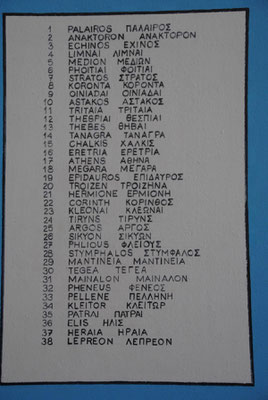 1 PALAIROS ΠΑΛΑΙΡΟΣ
2 ANAKTORON ΑΝΑΚΤΟΡΟΝ
3 ECHINOS ΕΧΙΝΟΣ
4 LIMNAI ΛΙΜΝΑΙ
5 MEDION ΜΕΔΙΩΝ
6 PHOITIAI ΦΟΙΤΙΑΙ
7 STRATOS ΣΤΡΑΤΟΣ
8 KORONTA ΚΟΡΟΝΤΑ
9 OINIADAI ΟΙΝΙΑΔΑΙ
10 ASTAKOS ΑΣΤΑΚΟΣ
11 TRITAIA ΤΡΙΤΑΙΑ
12 THESPIAI ΘΕΣΠΙΑΙ
13 THEBES ΘΗΒΑΙ
14 TANAGRA ΤΑΝΑΓΡΑ
15 CHALKIS ΧΑΛΚΙΣ
16 ERETRIA ΕΡΕΤΡΙΑ
17 ATHENS ΑΘΗΝΑ
18 MEGARA ΜΕΓΑΡΑ
19 EPIDAUROS ΕΠΙΔΑΥΡΟΣ
20 TROIZEN ΤΡΟΙΖΗΝΑ
21 HERMIONE ΕΡΜΙΟΝΗ
22 CORINTH ΚΟΡΙΝΘΟΣ
23 KLEONAI ΚΛΕΩΝΑΙ
24 TIRYNS ΤΙΡΥΝΣ
25 ARGOS ΑΡΓΟΣ
26 SIKYON ΣΙΚΥΩΝ
27 PHLIOUS ΦΛΕΙΟΥΣ
28 STYMPHALOS ΣΤΥΜΦΑΛΟΣ
29 MANTINEIA ΜΑΝΤΙΝΕΙΑ
30 TEGEA ΤΕΓΕΑ
31 MAINALON ΜΑΙΝΑΛΟΝ
32 PHENEUS ΦΕΝΕΟΣ
33 PELLENE ΠΕΛΛΗΝΗ
34 KLEITOR ΚΛΕΙΤΩΡ
35 PATRAI ΠΑΤΡΑΙ
36 ELIS ΗΛΙΣ
37 HERAIA ΗΡΑΙΑ
38 LEPREON ΛΕΠΡΕΟΝ